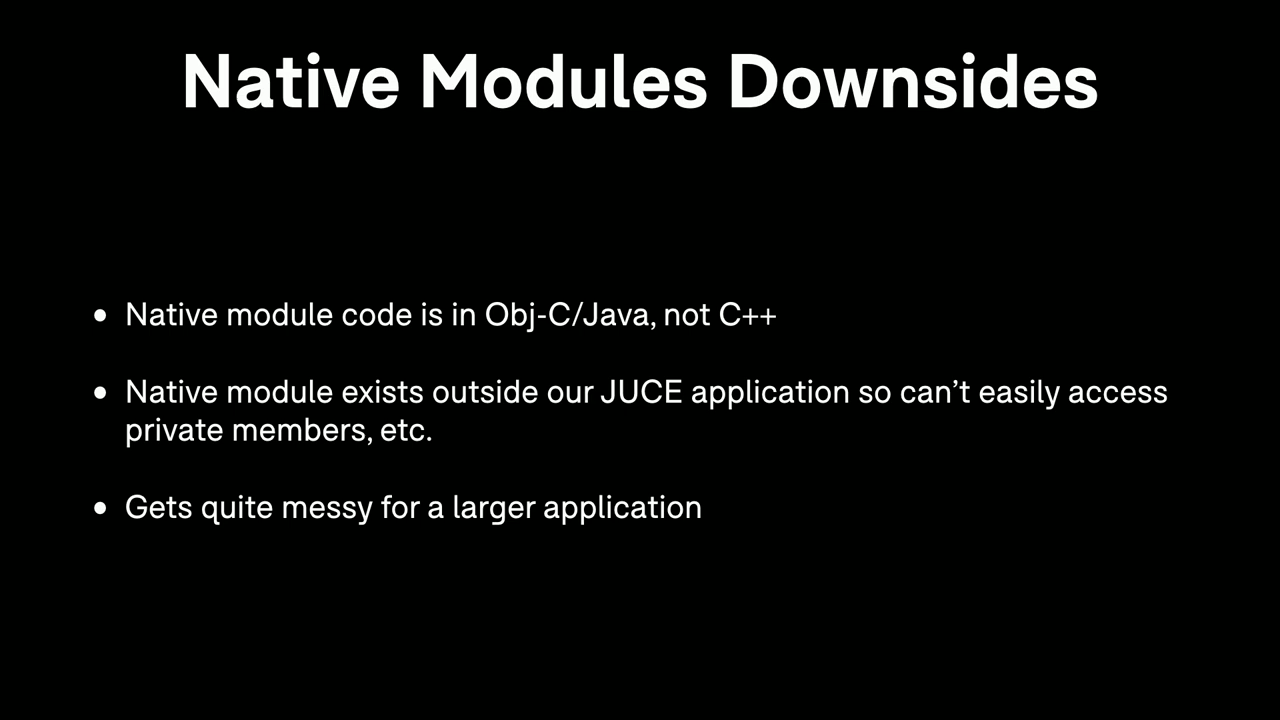 Native Modules Downsides
• Native module code is in Obj-C/Java, not C++
• Native module exists outside our JUCE application so can’t easily access
private members, etc.
• Gets quite messy for a larger application